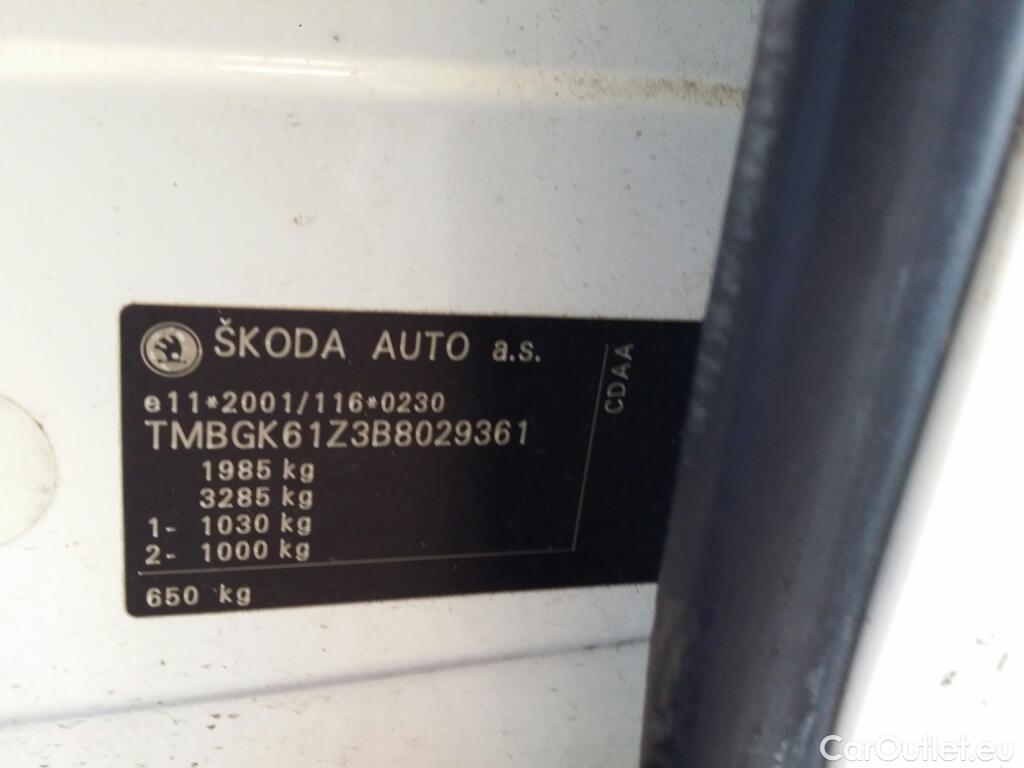 ŠKODA AUTO a.s.
e11*2001/116*0230
TMBGK61Z3B8029361
1985 kg
3285 kg
1- 1030 kg
2- 1000 kg
650 kg
CDAA
CarOutlet.eu